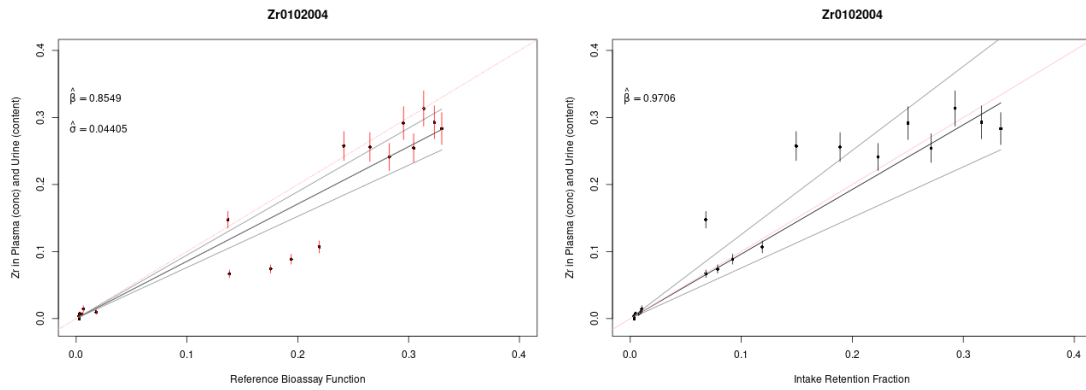 Zr0102004
Zr in Plasma (conc) and Urine (content)
0.4
0.3
0.2
0.1
0.0
β̂ = 0.8549
σ̂ = 0.04405
0.0 0.1 0.2 0.3 0.4
Reference Bioassay Function
Zr0102004
Zr in Plasma (conc) and Urine (content)
0.4
0.3
0.2
0.1
0.0
β̂ = 0.9706
0.0 0.1 0.2 0.3 0.4
Intake Retention Fraction